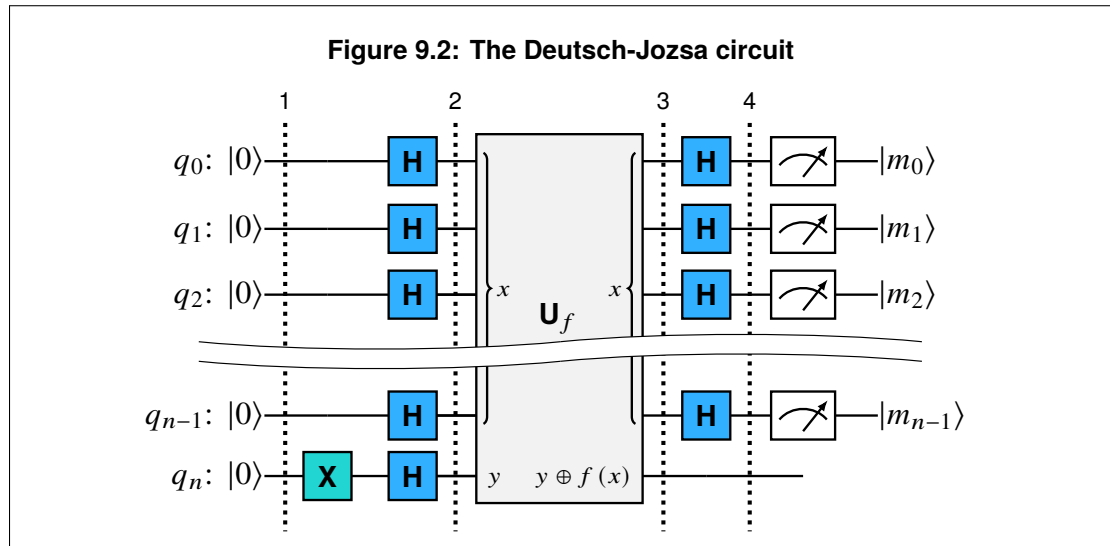 Figure 9.2: The Deutsch-Jozsa circuit
1 2 3 4
q₀: |0⟩ H H |m₀⟩
q₁: |0⟩ H H |m₁⟩
q₂: |0⟩ H x x H |m₂⟩
U_f
qₙ₋₁: |0⟩ H H |mₙ₋₁⟩
qₙ: |0⟩ X H y y ⊕ f (x)